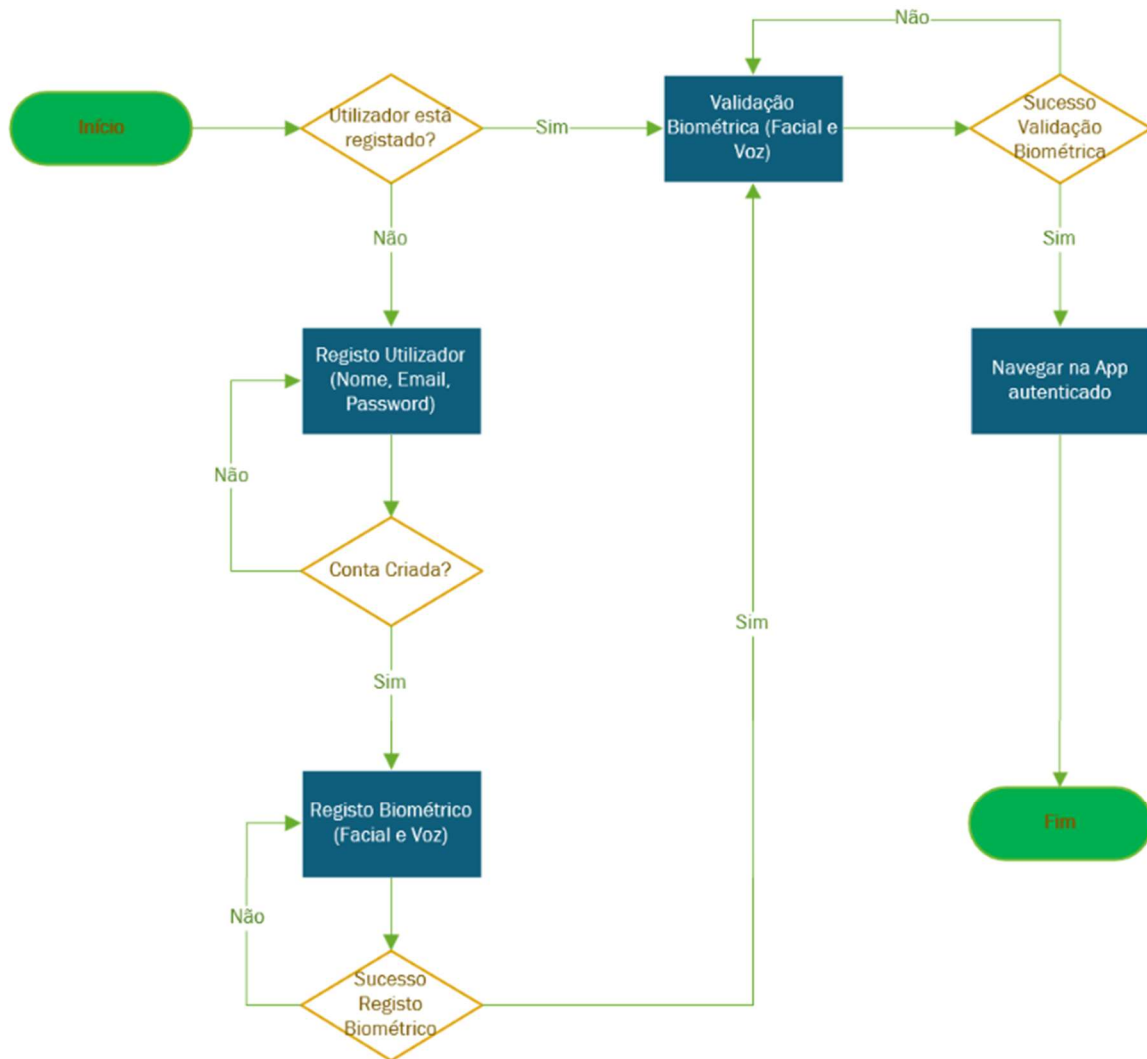 Não
Início
Utilizador está
registado?
Sim
Validação
Biométrica (Facial e
Voz)
Sucesso
Validação
Biométrica
Não
Sim
Registo Utilizador
(Nome, Email,
Password)
Navegar na App
autenticado
Não
Conta Criada?
Sim
Sim
Registo Biométrico
(Facial e Voz)
Fim
Não
Sucesso
Registo
Biométrico